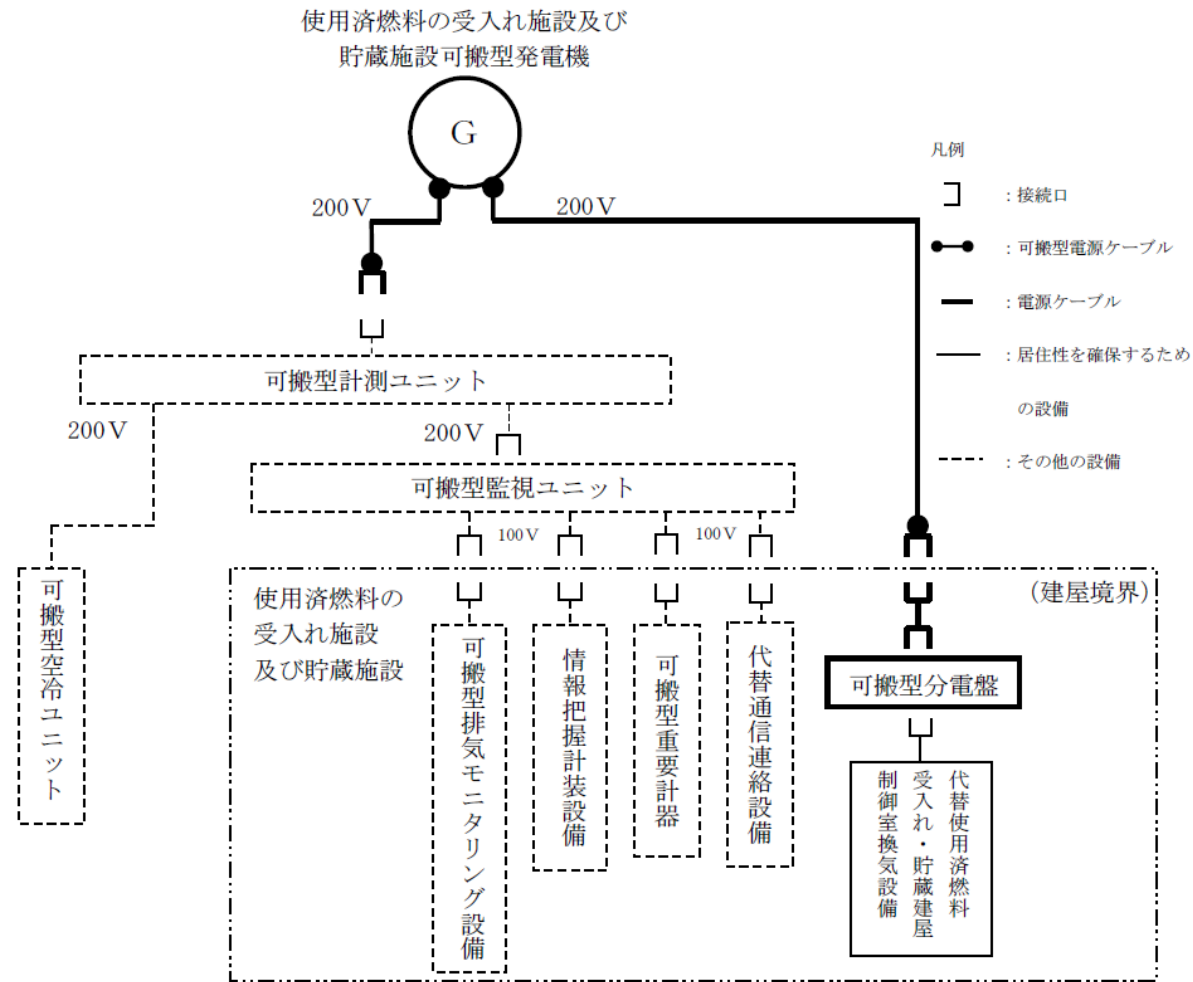 使用済燃料の受入れ施設及び
貯蔵施設可搬型発電機
G
200V
200V
凡例
：接続口
：可搬型電源ケーブル
：電源ケーブル
：居住性を確保するため
の設備
：その他の設備
可搬型計測ユニット
200V
200V
可搬型監視ユニット
100V
100V
可搬型空冷ユニット
使用済燃料の
受入れ施設
及び貯蔵施設
(建屋境界)
可搬型排気モニタリング設備
情報把握計装設備
可搬型重要計器
代替通信連絡設備
可搬型分電盤
代替使用済燃料
受入れ・貯蔵建屋
制御室換気設備